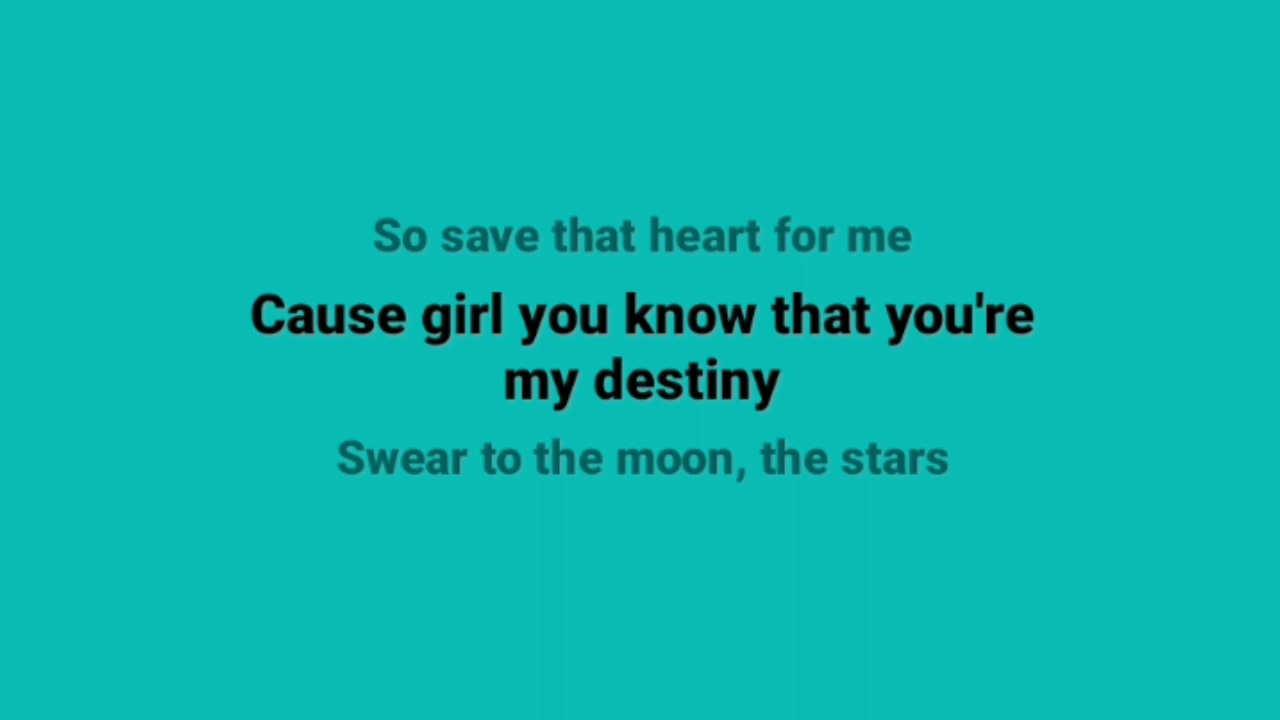 So save that heart for me
Cause girl you know that you're
my destiny
Swear to the moon, the stars